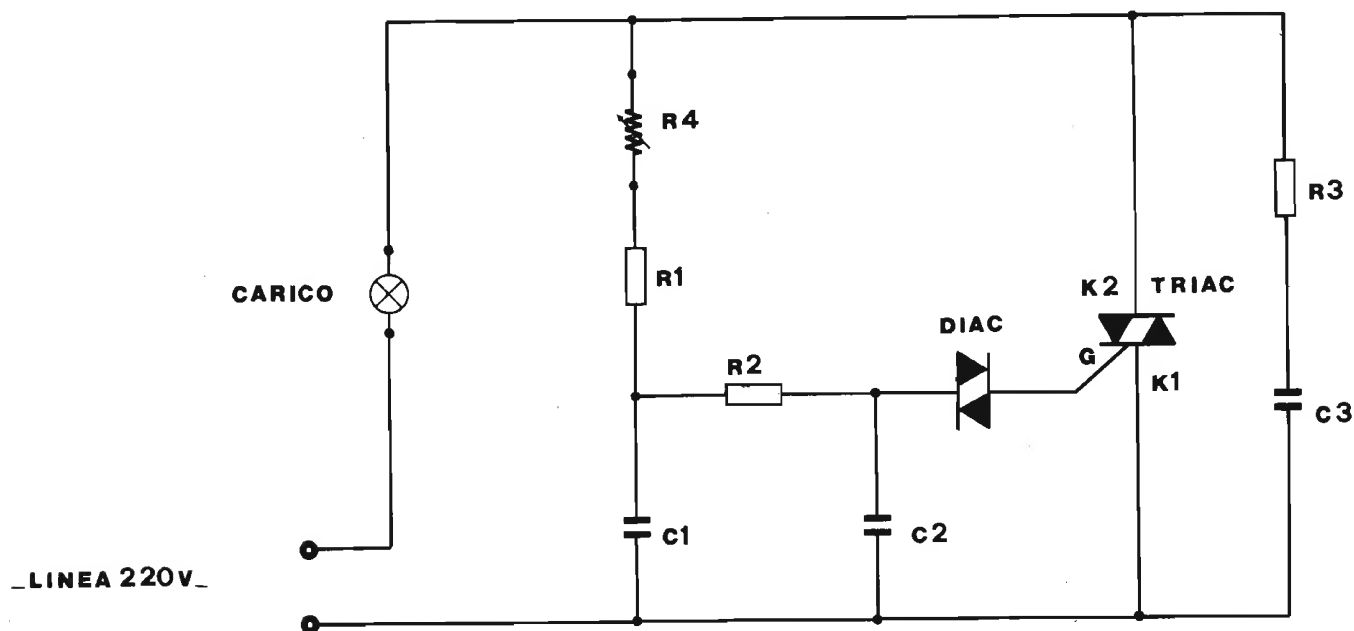 R4
R3
R1
CARICO
K2 TRIAC
DIAC
G
K1
R2
C3
C1
C2
_LINEA 220V_